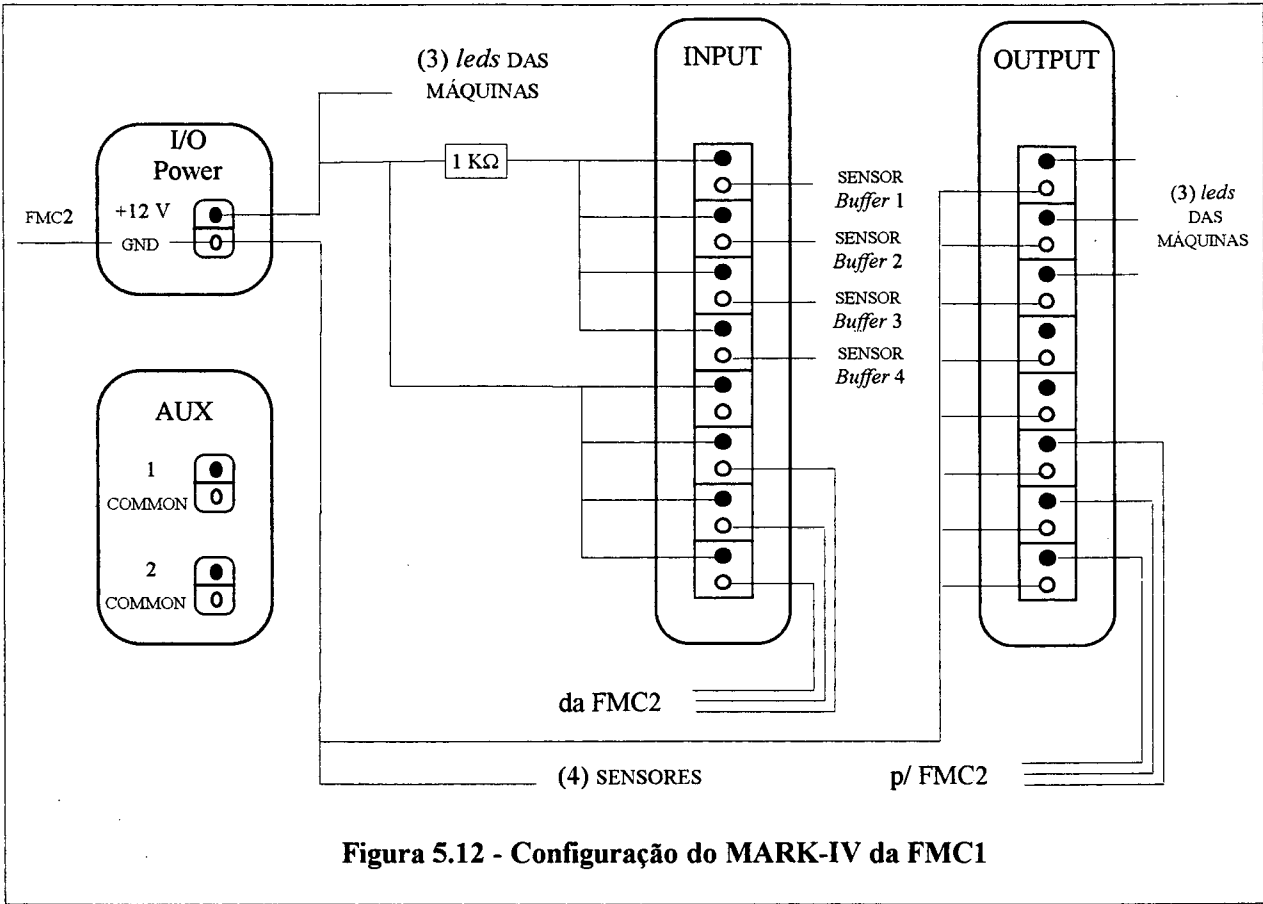 (3) leds DAS
MÁQUINAS
I/O
Power
+12 V
GND
FMC2
1 KΩ
INPUT
SENSOR
Buffer 1
SENSOR
Buffer 2
SENSOR
Buffer 3
SENSOR
Buffer 4
OUTPUT
(3) leds
DAS
MÁQUINAS
AUX
1
COMMON
2
COMMON
da FMC2
(4) SENSORES
p/ FMC2
Figura 5.12 - Configuração do MARK-IV da FMC1